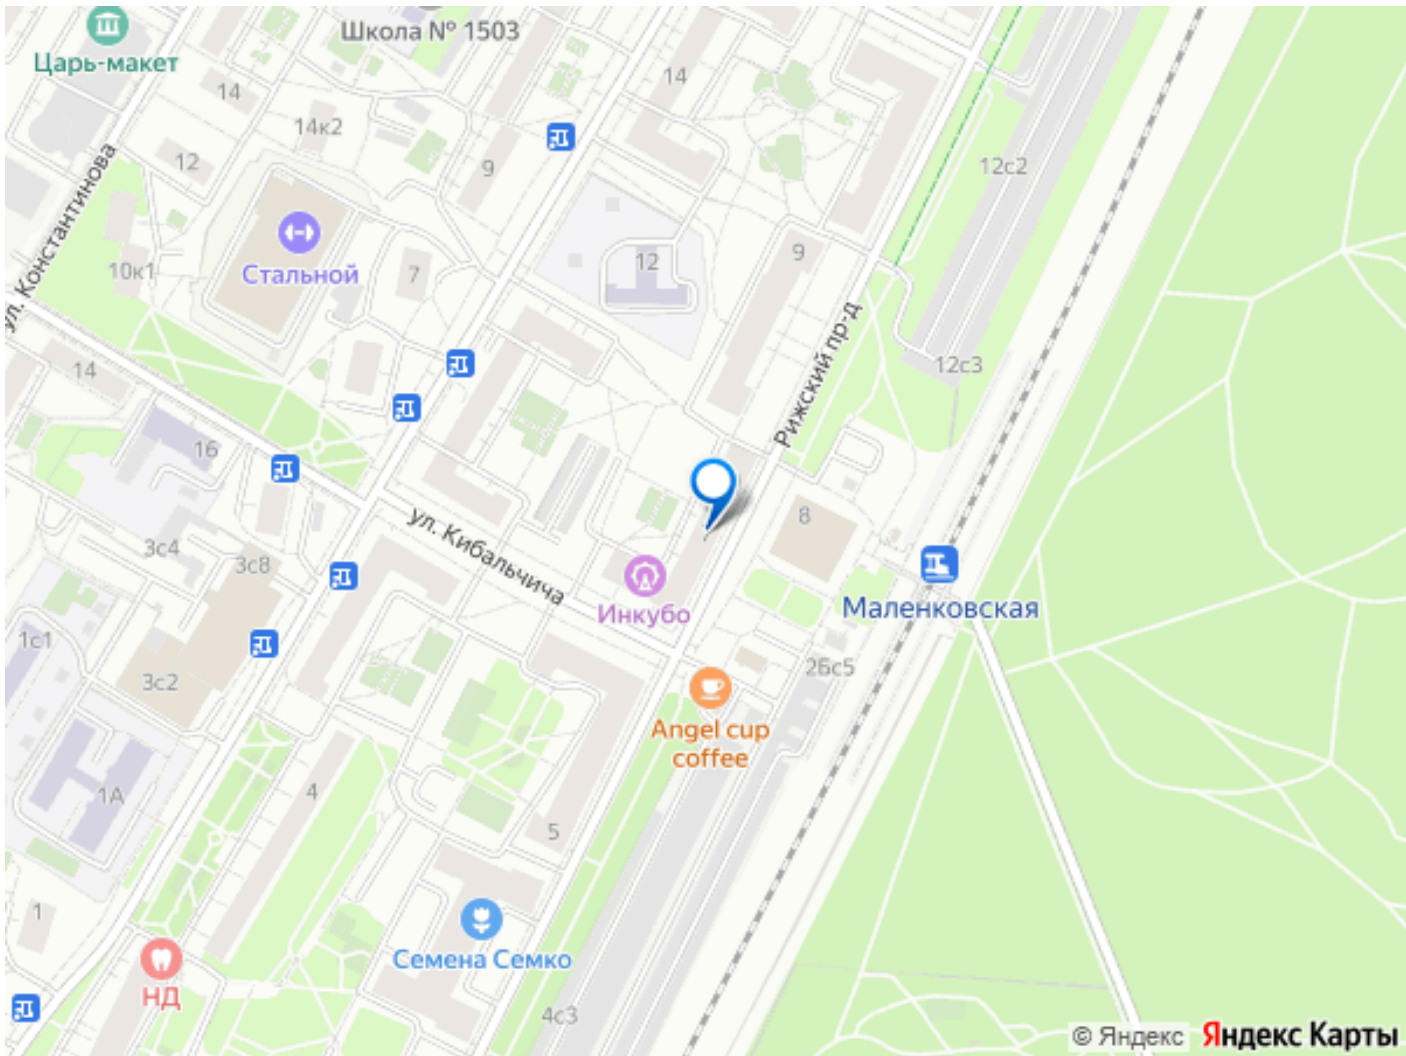 Школа № 1503
Царь-макет
14
14
14к2
12
9
12с2
ул. Константинова
10к1
Стальной
7
12
9
Рижский пр-д
12с3
14
16
3с4
3с8
ул. Кибальчича
8
Инкубо
Маленковская
1с1
3с2
2Бс5
Angel cup
coffee
1А
4
5
1
Семена Семко
НД
4с3
© Яндекс Яндекс Карты